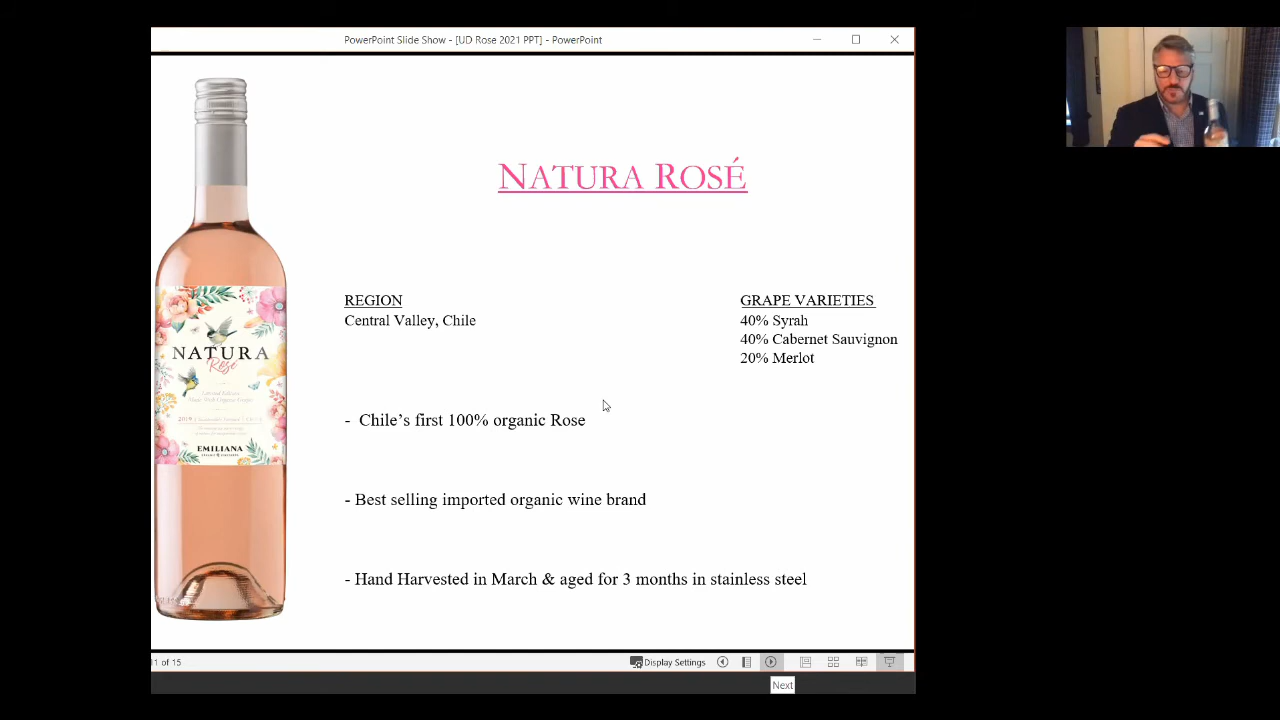 PowerPoint Slide Show - [UD Rose 2021 PPT] - PowerPoint
NATURA ROSÉ
REGION
Central Valley, Chile
GRAPE VARIETIES
40% Syrah
40% Cabernet Sauvignon
20% Merlot
- Chile's first 100% organic Rose
- Best selling imported organic wine brand
- Hand Harvested in March & aged for 3 months in stainless steel
NATURA
Rosé
EMILIANA
11 of 15
Display Settings
Next